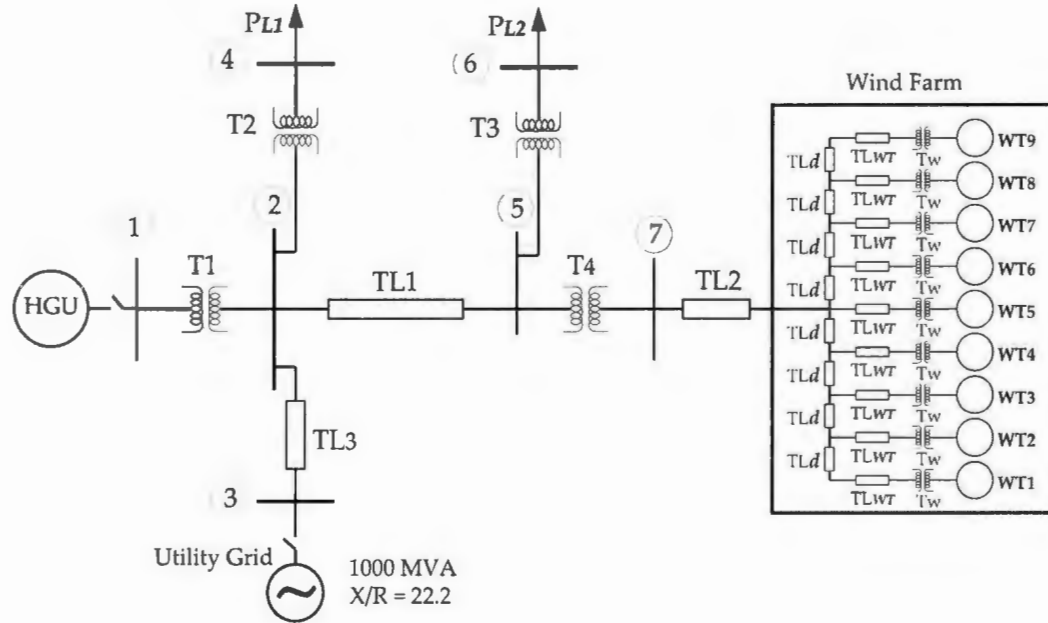 PL1
PL2
4
(6
Wind Farm
T2
T3
2
(5
7
1
T1
TL1
T4
TL2
HGU
TL3
3
Utility Grid
1000 MVA
X/R = 22.2
TLWT
Tw
WT9
TLd
TLWT
Tw
WT8
TLd
TLWT
Tw
WT7
TLd
TLWT
Tw
WT6
TLd
TLWT
Tw
WT5
TLd
TLWT
Tw
WT4
TLd
TLWT
Tw
WT3
TLd
TLWT
Tw
WT2
TLd
TLWT
Tw
WT1